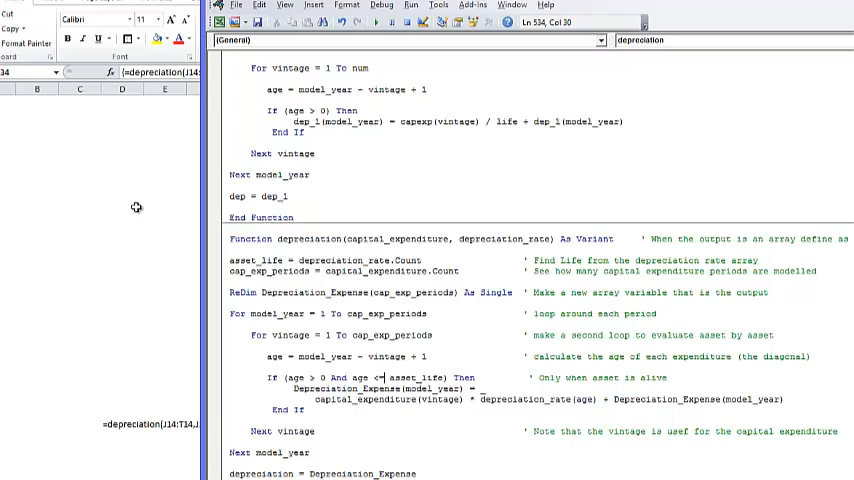 Copy
Format Painter
oard
Calibri
11
A
A
B I U
A
Font
34
fx
{=depreciation(J14:
B C D E
=depreciation(J14:T14,J
File Edit View Insert Format Debug Run Tools Add-Ins Window Help
Ln 534, Col 30
(General)
depreciation
For vintage = 1 To num
age = model_year - vintage + 1
If (age > 0) Then
dep_1(model_year) = capexp(vintage) / life + dep_1(model_year)
End If
Next vintage
Next model_year
dep = dep_1
End Function
Function depreciation(capital_expenditure, depreciation_rate) As Variant ' When the output is an array define as
asset_life = depreciation_rate.Count ' Find Life from the depreciation rate array
cap_exp_periods = capital_expenditure.Count ' See how many capital expenditure periods are modelled
ReDim Depreciation_Expense(cap_exp_periods) As Single ' Make a new array variable that is the output
For model_year = 1 To cap_exp_periods ' loop around each period
For vintage = 1 To cap_exp_periods ' make a second loop to evaluate asset by asset
age = model_year - vintage + 1 ' calculate the age of each expenditure (the diagonal)
If (age > 0 And age <= asset_life) Then ' Only when asset is alive
Depreciation_Expense(model_year) = _
capital_expenditure(vintage) * depreciation_rate(age) + Depreciation_Expense(model_year)
End If
Next vintage ' Note that the vintage is usef for the capital expenditure
Next model_year
depreciation = Depreciation_Expense